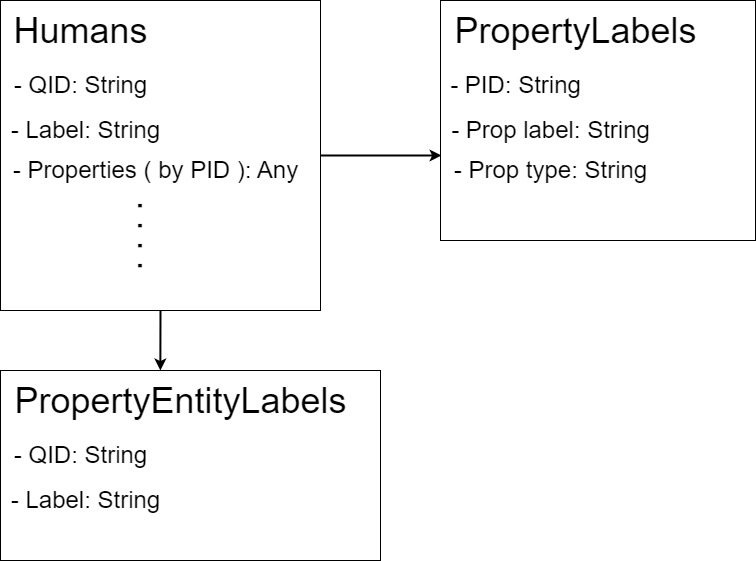 Humans
- QID: String
- Label: String
- Properties ( by PID ): Any
PropertyLabels
- PID: String
- Prop label: String
- Prop type: String
PropertyEntityLabels
- QID: String
- Label: String